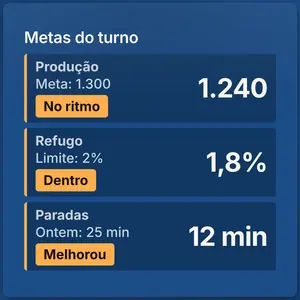 Metas do turno
Produção
Meta: 1.300
No ritmo
1.240
Refugo
Limite: 2%
Dentro
1,8%
Paradas
Ontem: 25 min
Melhorou
12 min